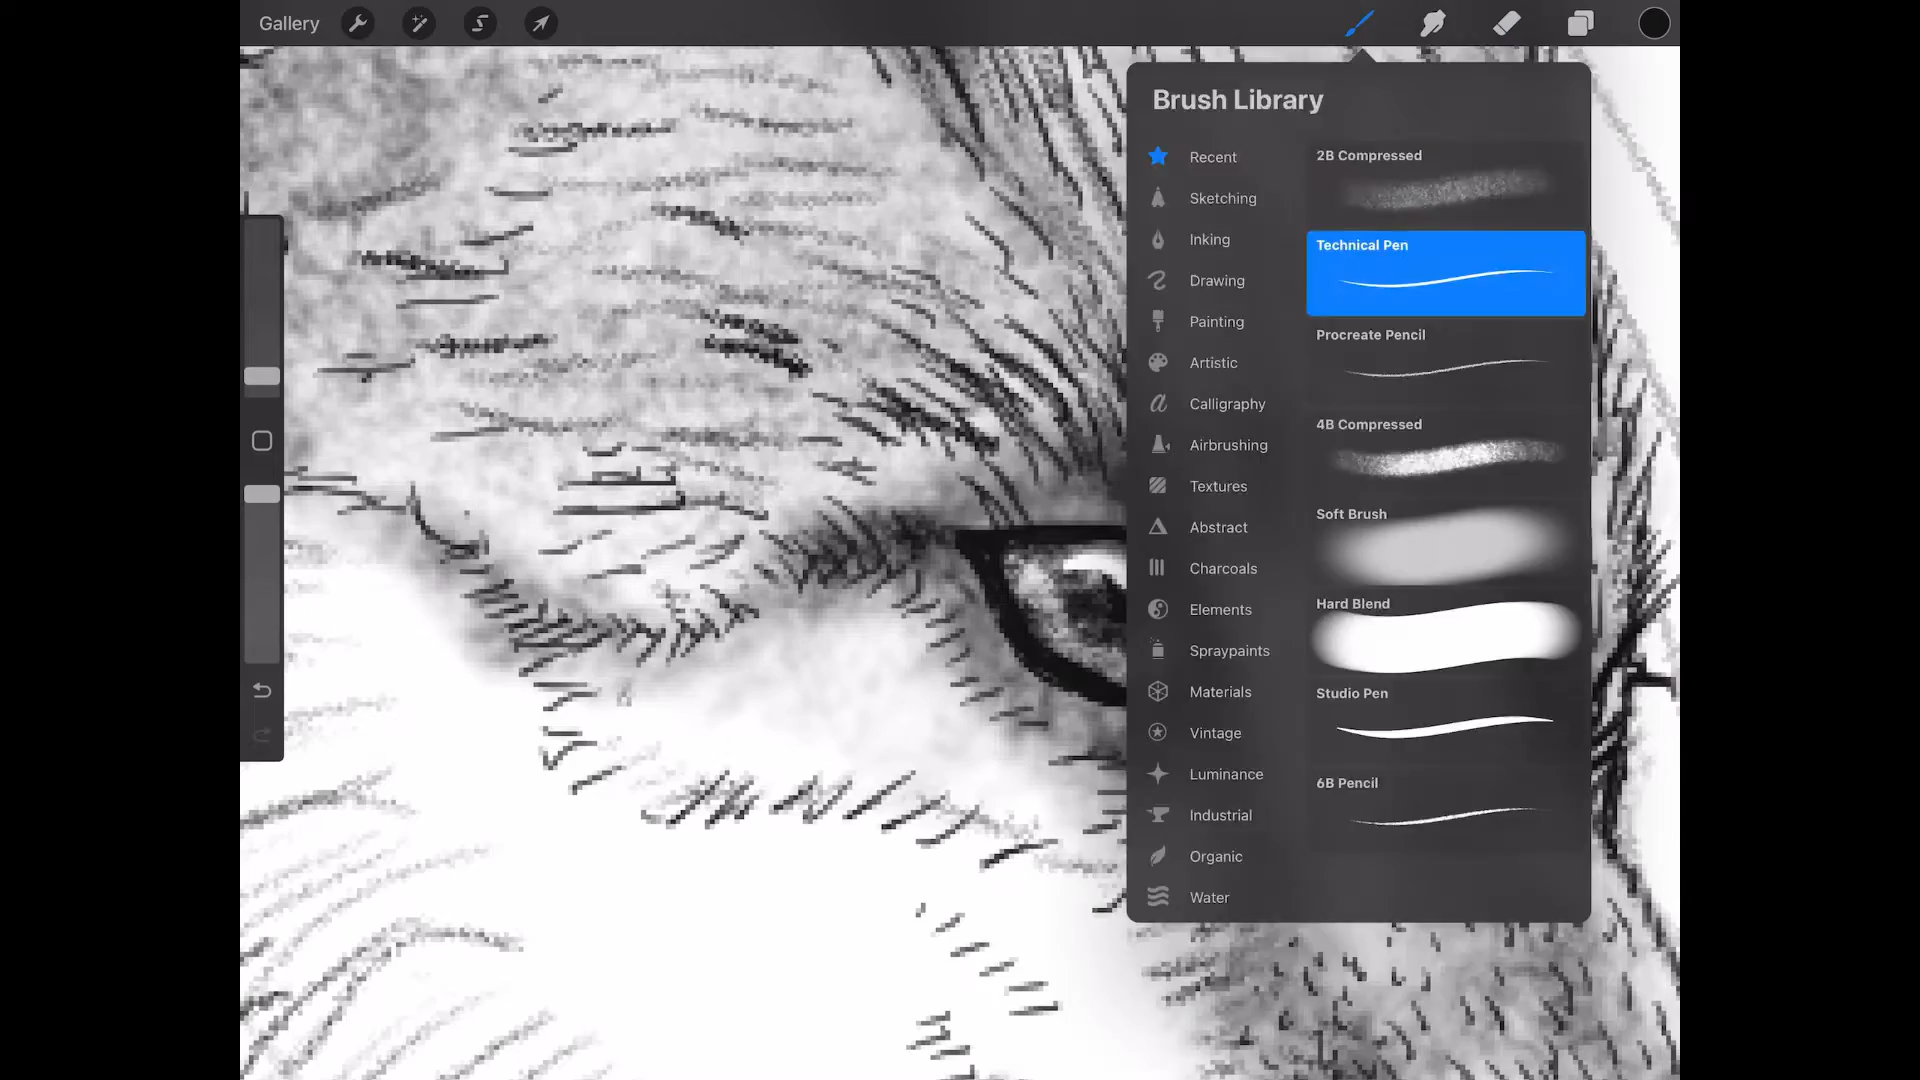 Gallery
Brush Library
Recent
Sketching
Inking
Drawing
Painting
Artistic
Calligraphy
Airbrushing
Textures
Abstract
Charcoals
Elements
Spraypaints
Materials
Vintage
Luminance
Industrial
Organic
Water
2B Compressed
Technical Pen
Procreate Pencil
4B Compressed
Soft Brush
Hard Blend
Studio Pen
6B Pencil